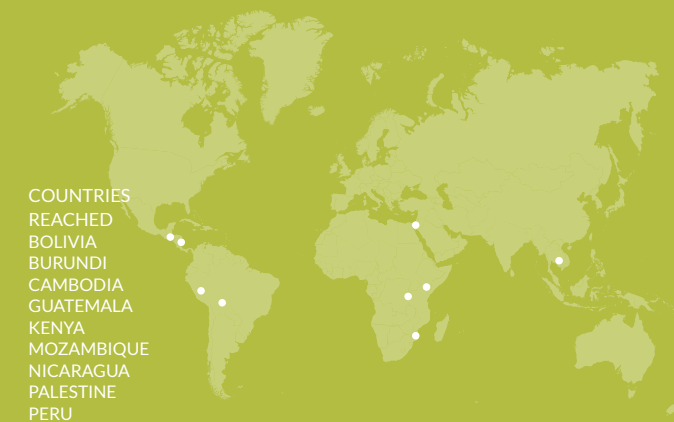 COUNTRIES
REACHED
BOLIVIA
BURUNDI
CAMBODIA
GUATEMALA
KENYA
MOZAMBIQUE
NICARAGUA
PALESTINE
PERU